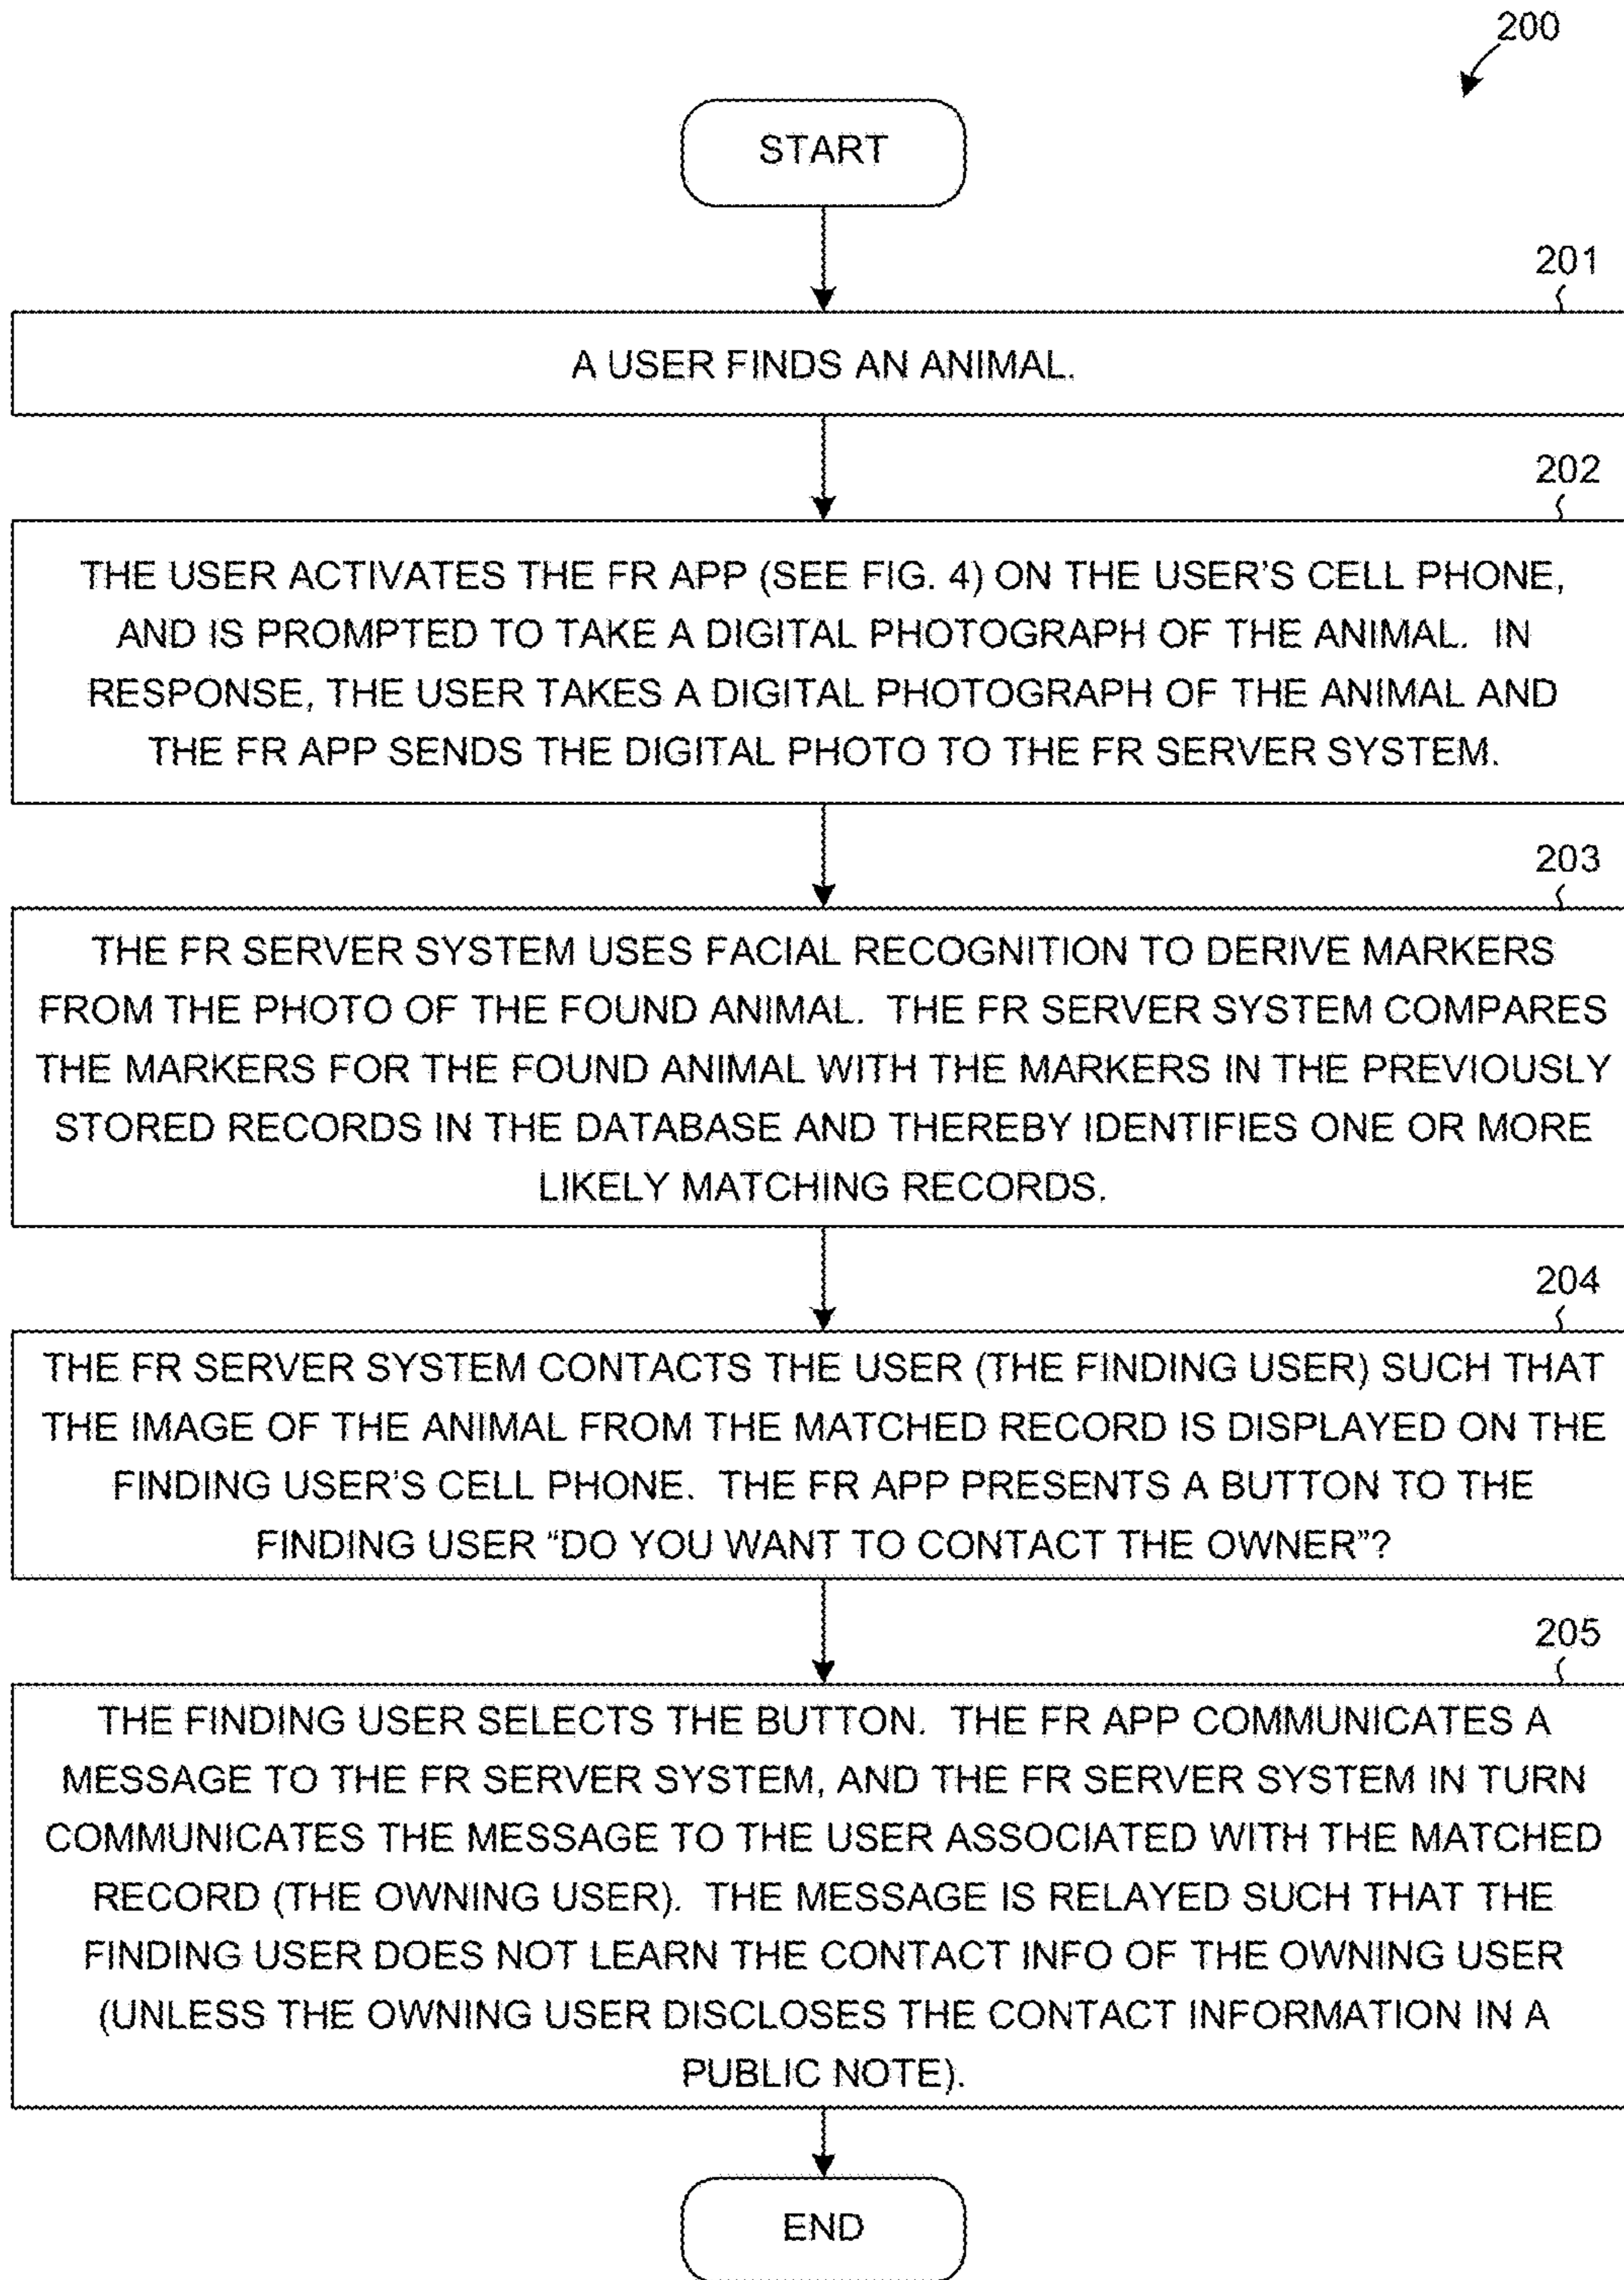 200
START
201
A USER FINDS AN ANIMAL.
202
THE USER ACTIVATES THE FR APP (SEE FIG. 4) ON THE USER'S CELL PHONE,
AND IS PROMPTED TO TAKE A DIGITAL PHOTOGRAPH OF THE ANIMAL. IN
RESPONSE, THE USER TAKES A DIGITAL PHOTOGRAPH OF THE ANIMAL AND
THE FR APP SENDS THE DIGITAL PHOTO TO THE FR SERVER SYSTEM.
203
THE FR SERVER SYSTEM USES FACIAL RECOGNITION TO DERIVE MARKERS
FROM THE PHOTO OF THE FOUND ANIMAL. THE FR SERVER SYSTEM COMPARES
THE MARKERS FOR THE FOUND ANIMAL WITH THE MARKERS IN THE PREVIOUSLY
STORED RECORDS IN THE DATABASE AND THEREBY IDENTIFIES ONE OR MORE
LIKELY MATCHING RECORDS.
204
THE FR SERVER SYSTEM CONTACTS THE USER (THE FINDING USER) SUCH THAT
THE IMAGE OF THE ANIMAL FROM THE MATCHED RECORD IS DISPLAYED ON THE
FINDING USER'S CELL PHONE. THE FR APP PRESENTS A BUTTON TO THE
FINDING USER “DO YOU WANT TO CONTACT THE OWNER”?
205
THE FINDING USER SELECTS THE BUTTON. THE FR APP COMMUNICATES A
MESSAGE TO THE FR SERVER SYSTEM, AND THE FR SERVER SYSTEM IN TURN
COMMUNICATES THE MESSAGE TO THE USER ASSOCIATED WITH THE MATCHED
RECORD (THE OWNING USER). THE MESSAGE IS RELAYED SUCH THAT THE
FINDING USER DOES NOT LEARN THE CONTACT INFO OF THE OWNING USER
(UNLESS THE OWNING USER DISCLOSES THE CONTACT INFORMATION IN A
PUBLIC NOTE).
END